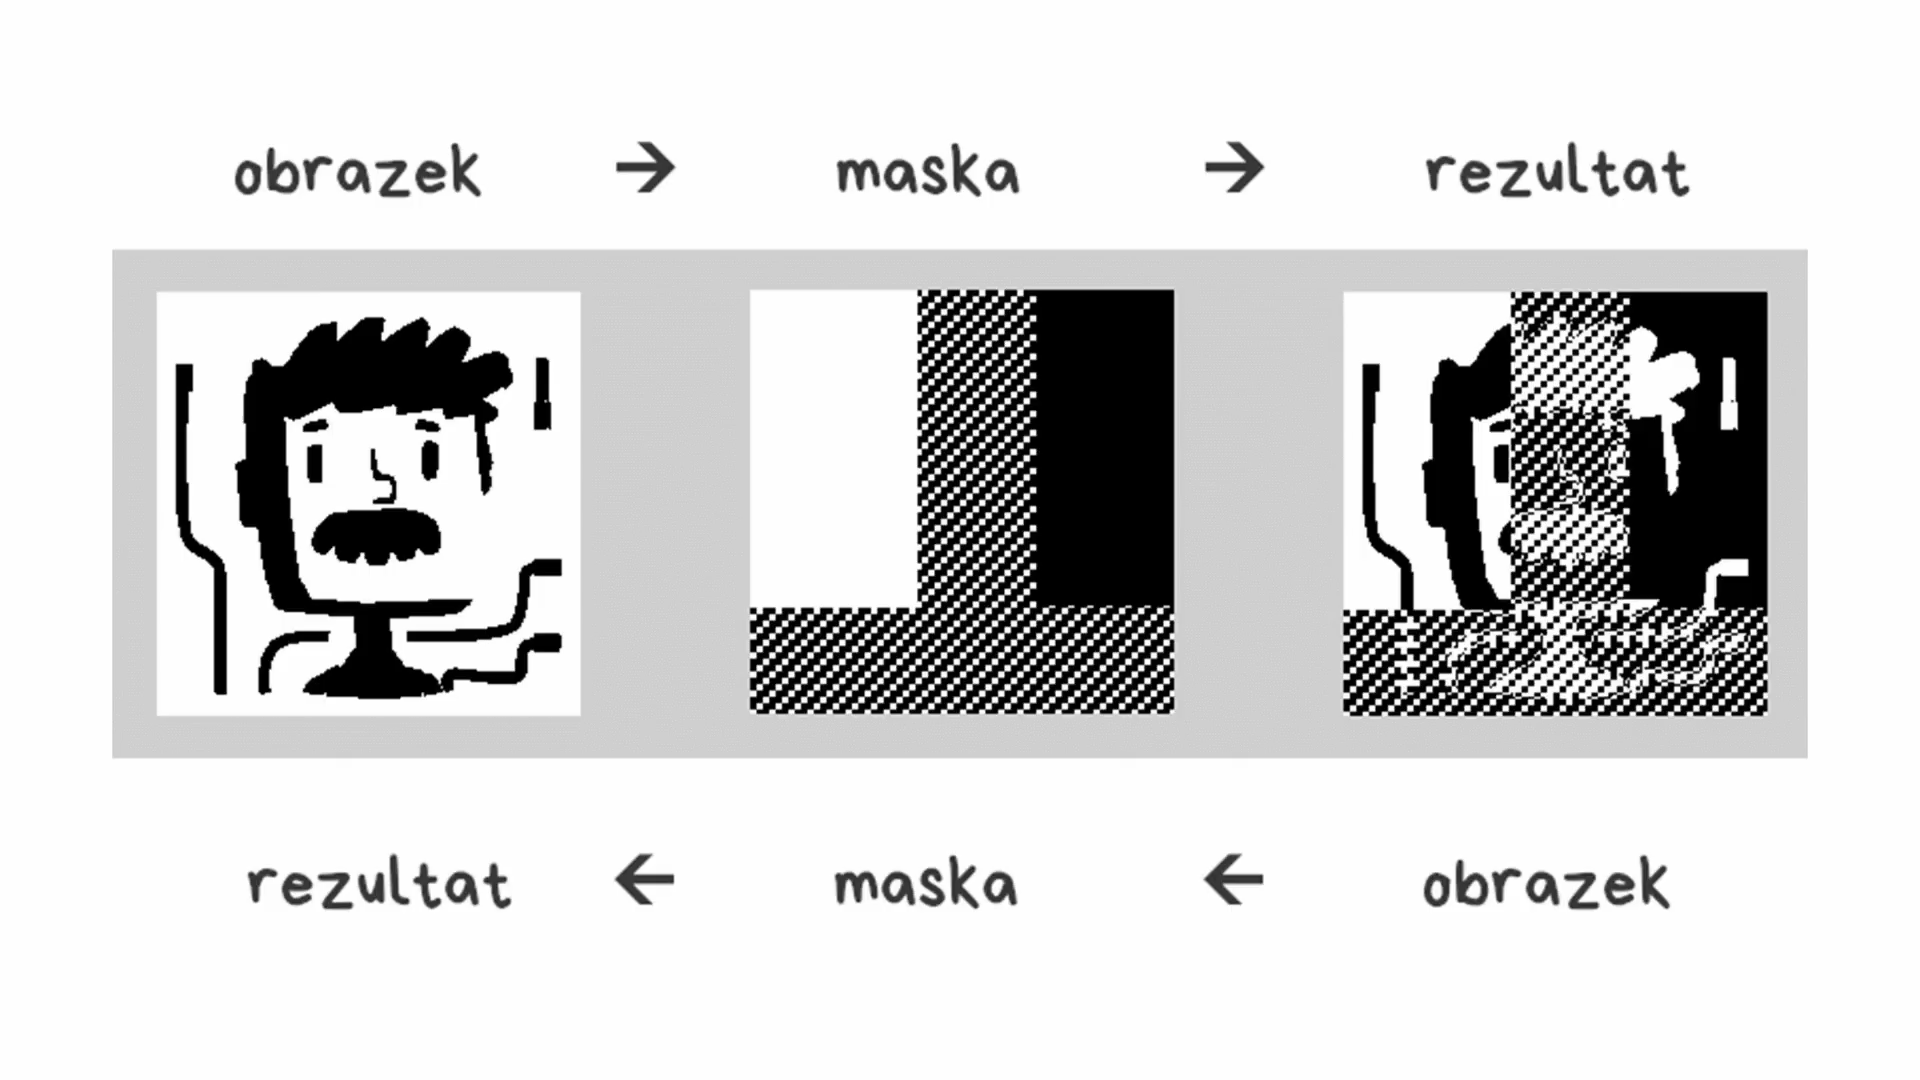 obrazek → maska → rezultat
rezultat ← maska ← obrazek